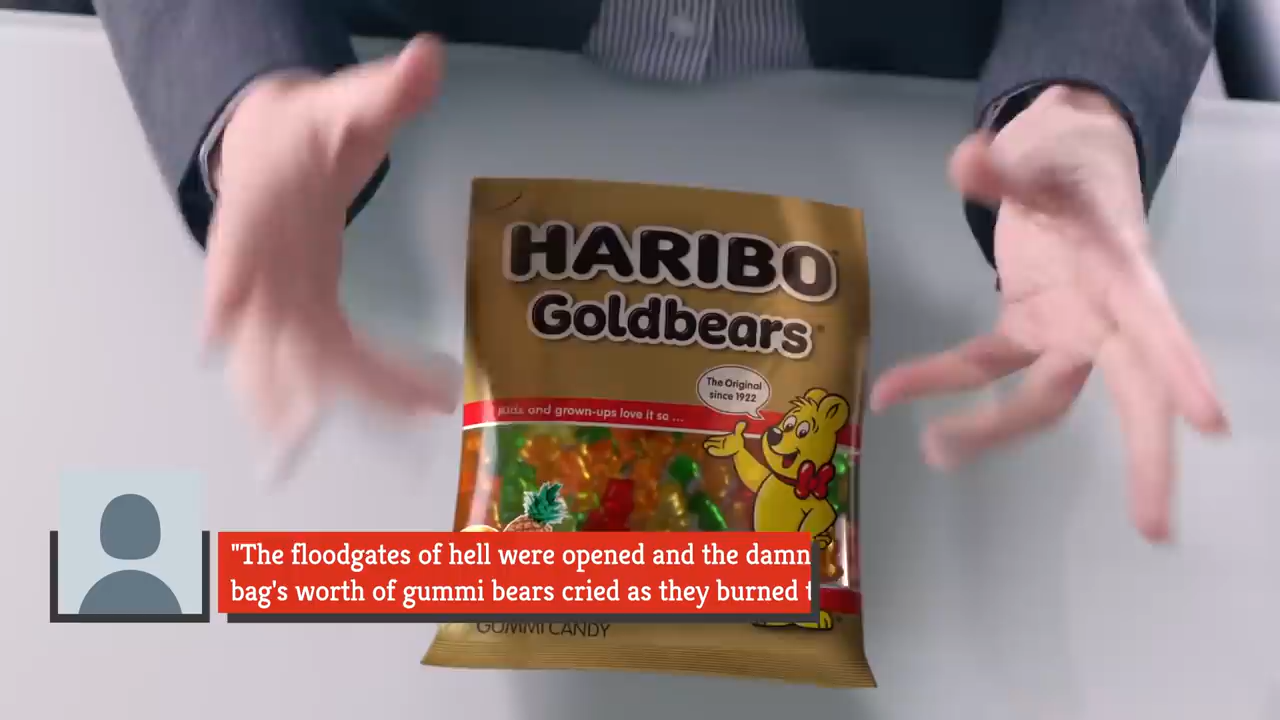 HARIBO
Goldbears
The Original
since 1922
kids and grown-ups love it so ...
"The floodgates of hell were opened and the damn
bag's worth of gummi bears cried as they burned
GUMMI CANDY